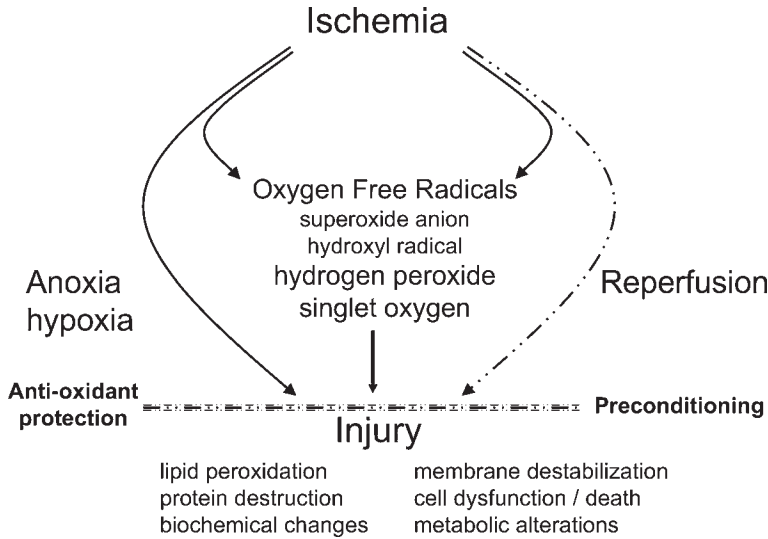 Ischemia
Oxygen Free Radicals
superoxide anion
hydroxyl radical
hydrogen peroxide
singlet oxygen
Anoxia
hypoxia
Reperfusion
Anti-oxidant
protection
Preconditioning
Injury
lipid peroxidation
protein destruction
biochemical changes
membrane destabilization
cell dysfunction / death
metabolic alterations